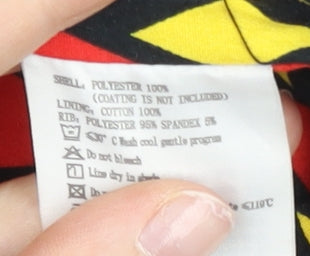 SHELL: POLYESTER 100%
(COATING IS NOT INCLUDED)
LINING: COTTON 100%
RIB: POLYESTER 95% SPANDEX 5%
≤30° C Wash cool gentle program
Do not bleach
Line dry in shade
Do
≤110°C